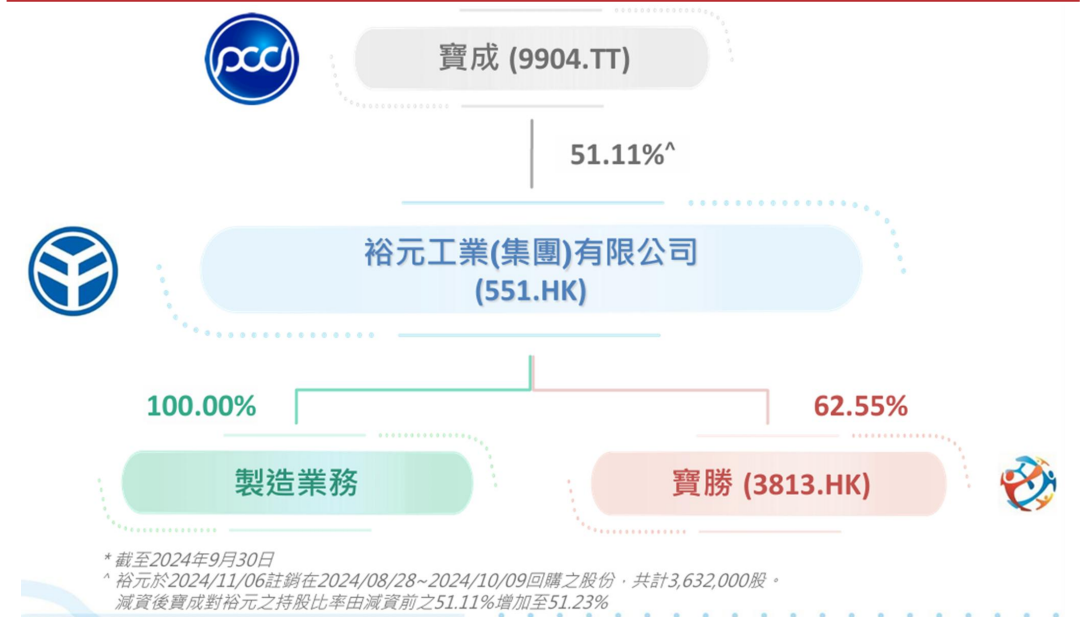 pcc
寶成 (9904.TT)
51.11%^
裕元工業(集團)有限公司
(551.HK)
100.00%
62.55%
製造業務
寶勝 (3813.HK)
* 截至2024年9月30日
^ 裕元於2024/11/06註銷在2024/08/28~2024/10/09回購之股份，共計3,632,000股。
減資後寶成對裕元之持股比率由減資前之51.11%增加至51.23%